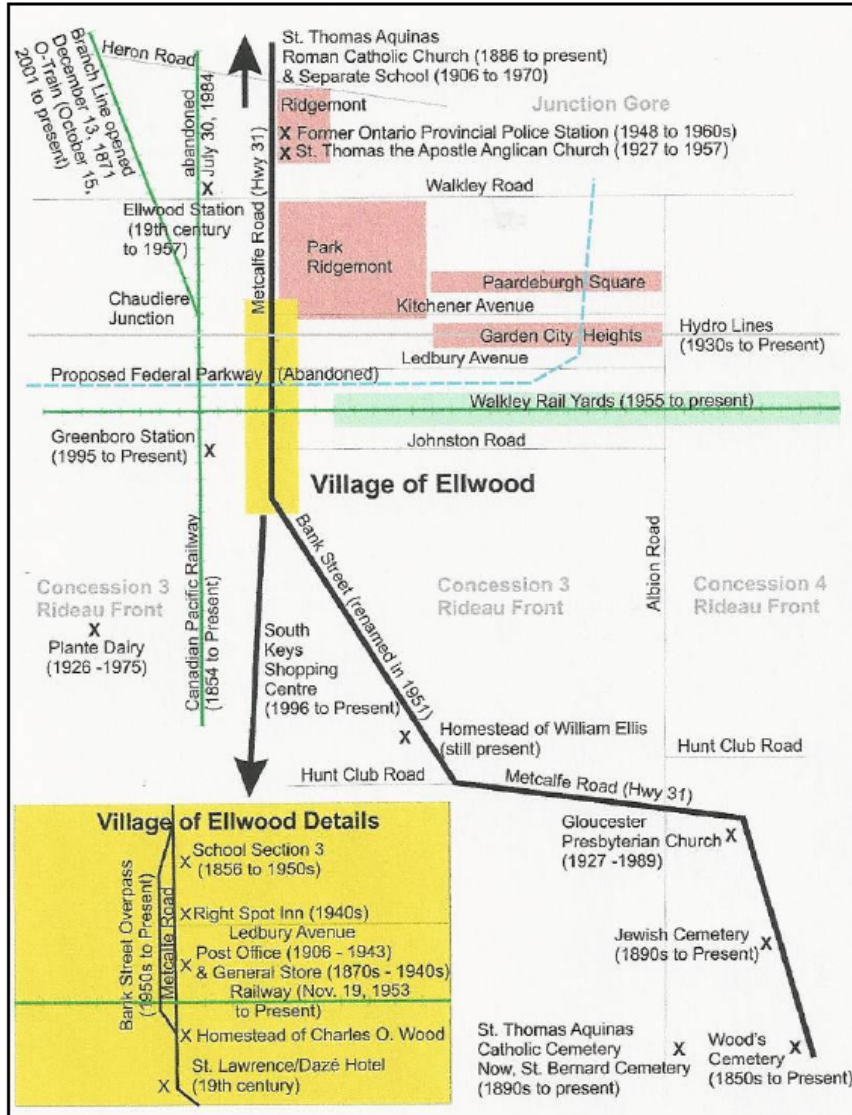 St. Thomas Aquinas
Roman Catholic Church (1886 to present)
& Separate School (1906 to 1970)
Heron Road
Branch Line opened
December 13, 1871
O-Train (October 15,
2001 to present)
abandoned
July 30, 1984
Ridgemont
Junction Gore
X Former Ontario Provincial Police Station (1948 to 1960s)
X St. Thomas the Apostle Anglican Church (1927 to 1957)
Metcalfe Road (Hwy 31)
X
Walkley Road
Ellwood Station
(19th century
to 1957)
Park
Ridgemont
Paardeburgh Square
Chaudiere
Junction
Kitchener Avenue
Garden City Heights
Hydro Lines
(1930s to Present)
Ledbury Avenue
Proposed Federal Parkway (Abandoned)
Walkley Rail Yards (1955 to present)
Greenboro Station
(1995 to Present) X
Johnston Road
Village of Ellwood
Bank Street (renamed in 1951)
Albion Road
Canadian Pacific Railway
(1854 to Present)
Concession 3
Rideau Front
Concession 3
Rideau Front
Concession 4
Rideau Front
X
Plante Dairy
(1926 -1975)
South
Keys
Shopping
Centre
(1996 to Present)
X
Homestead of William Ellis
(still present)
Hunt Club Road
Hunt Club Road
Metcalfe Road (Hwy 31)
Gloucester
Presbyterian Church X
(1927 -1989)
Jewish Cemetery X
(1890s to Present)
St. Thomas Aquinas
Catholic Cemetery X
Now, St. Bernard Cemetery
(1890s to present)
Wood's X
Cemetery
(1850s to Present)
Village of Ellwood Details
Bank Street Overpass
(1950s to Present)
Metcalfe Road
X School Section 3
(1856 to 1950s)
X Right Spot Inn (1940s)
Ledbury Avenue
X Post Office (1906 - 1943)
& General Store (1870s - 1940s)
Railway (Nov. 19, 1953
to Present)
X Homestead of Charles O. Wood
St. Lawrence/Dazé Hotel
X (19th century)